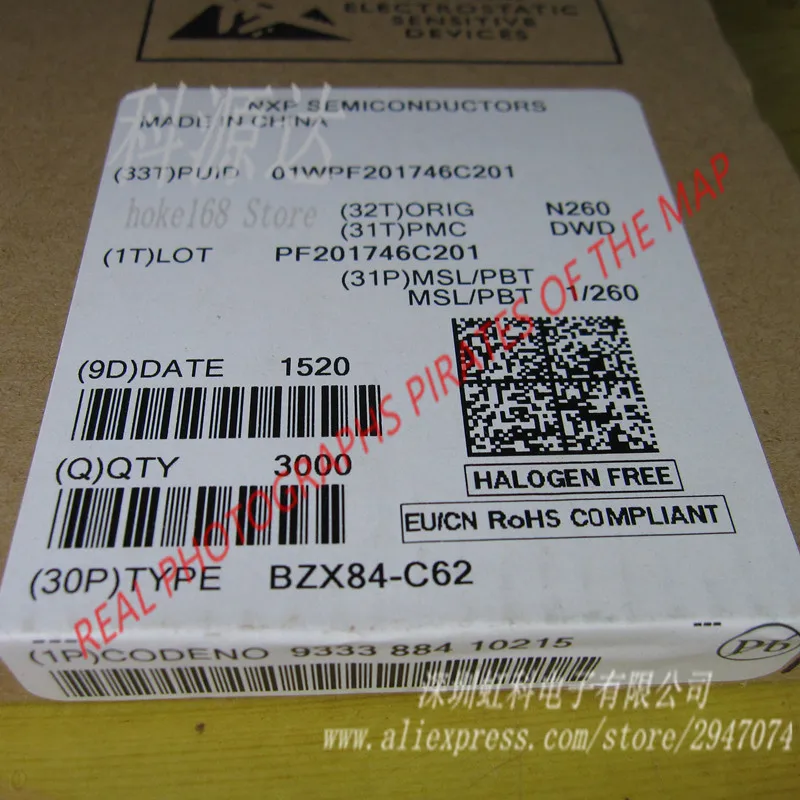 ELECTROSTATIC
SENSITIVE
DEVICES
科源达
NXP SEMICONDUCTORS
MADE IN CHINA
(33T)PUID 01WPF201746C201
hoke168 Store
(32T)ORIG N260
(31T)PMC DWD
(1T)LOT PF201746C201
(31P)MSL/PBT
MSL/PBT 1/260
(9D)DATE 1520
(Q)QTY 3000
HALOGEN FREE
EU/CN RoHS COMPLIANT
(30P)TYPE BZX84-C62
REAL PHOTOGRAPHS PIRATES OF THE MAP
(1P)CODENO 9333 884 10215
Pb
深圳虹科电子有限公司
www.aliexpress.com/store/2947074